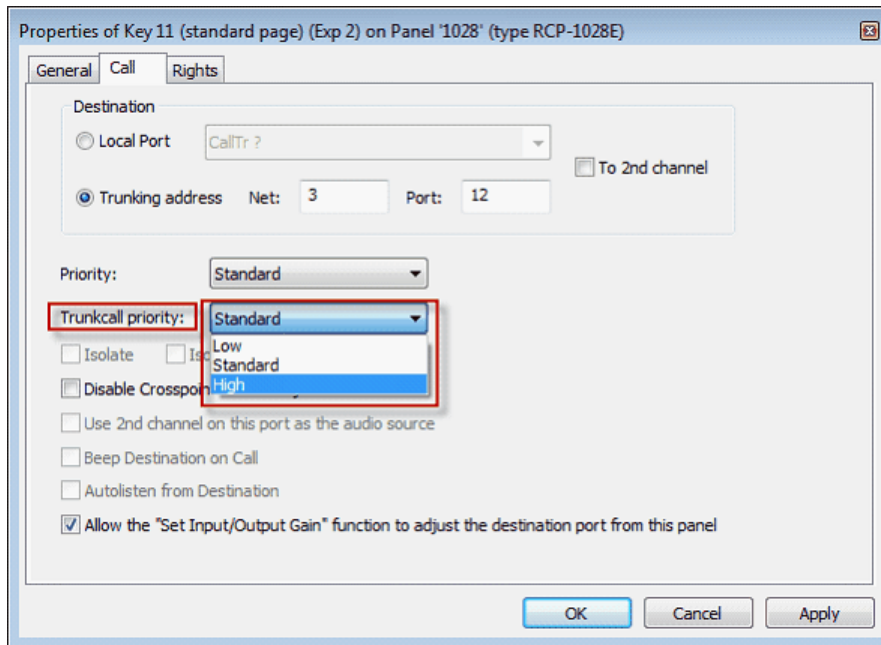 Properties of Key 11 (standard page) (Exp 2) on Panel '1028' (type RCP-1028E)
General Call Rights
Destination
Local Port CallTr ?
To 2nd channel
Trunking address Net: 3 Port: 12
Priority: Standard
Trunkcall priority: Standard
Low
Isolate
Standard
High
Disable
Use 2nd channel on this port as the audio source
Beep Destination on Call
Autolisten from Destination
Allow the "Set Input/Output Gain" function to adjust the destination port from this panel
OK Cancel Apply